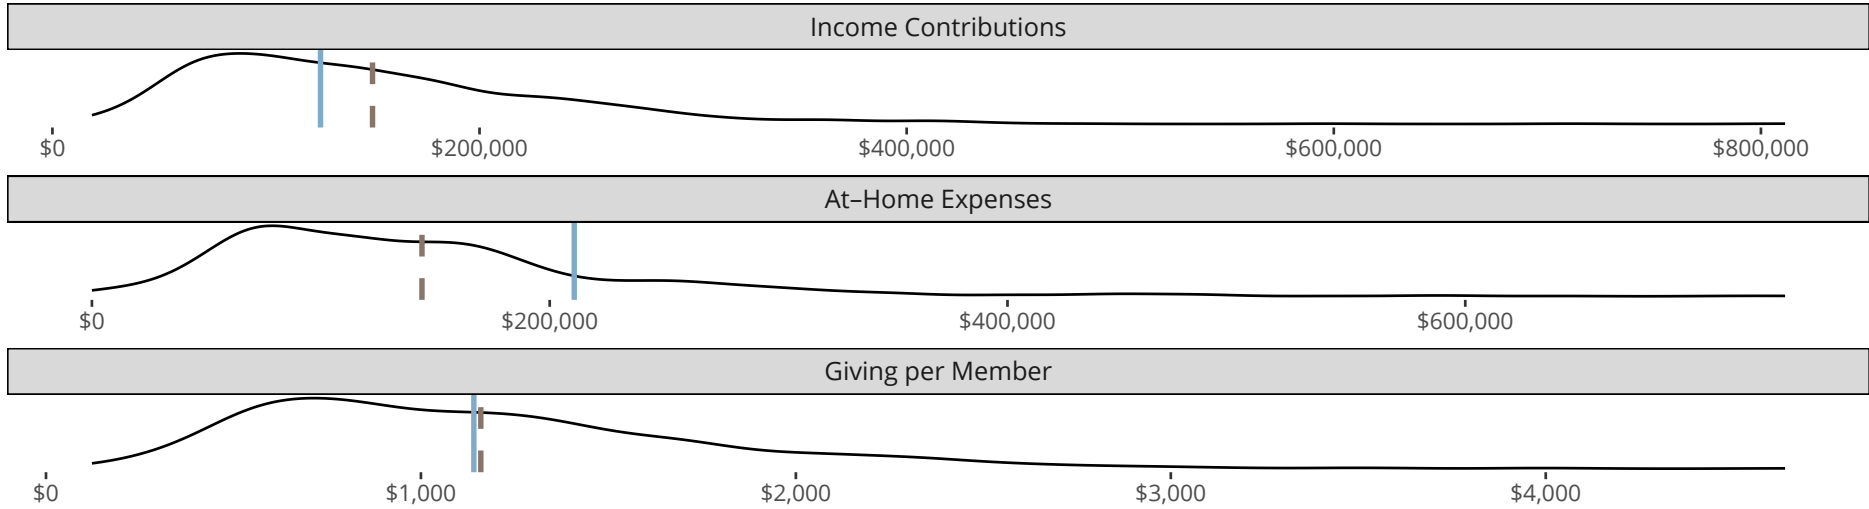 Income Contributions
$0 $200,000 $400,000 $600,000 $800,000
At–Home Expenses
$0 $200,000 $400,000 $600,000
Giving per Member
$0 $1,000 $2,000 $3,000 $4,000